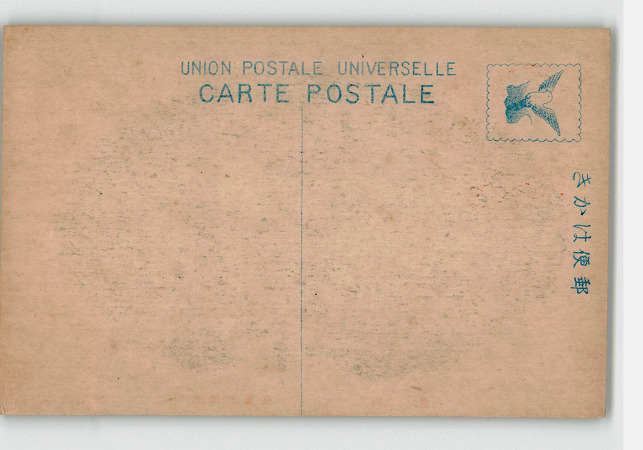 UNION POSTALE UNIVERSELLE
CARTE POSTALE
きかは便郵